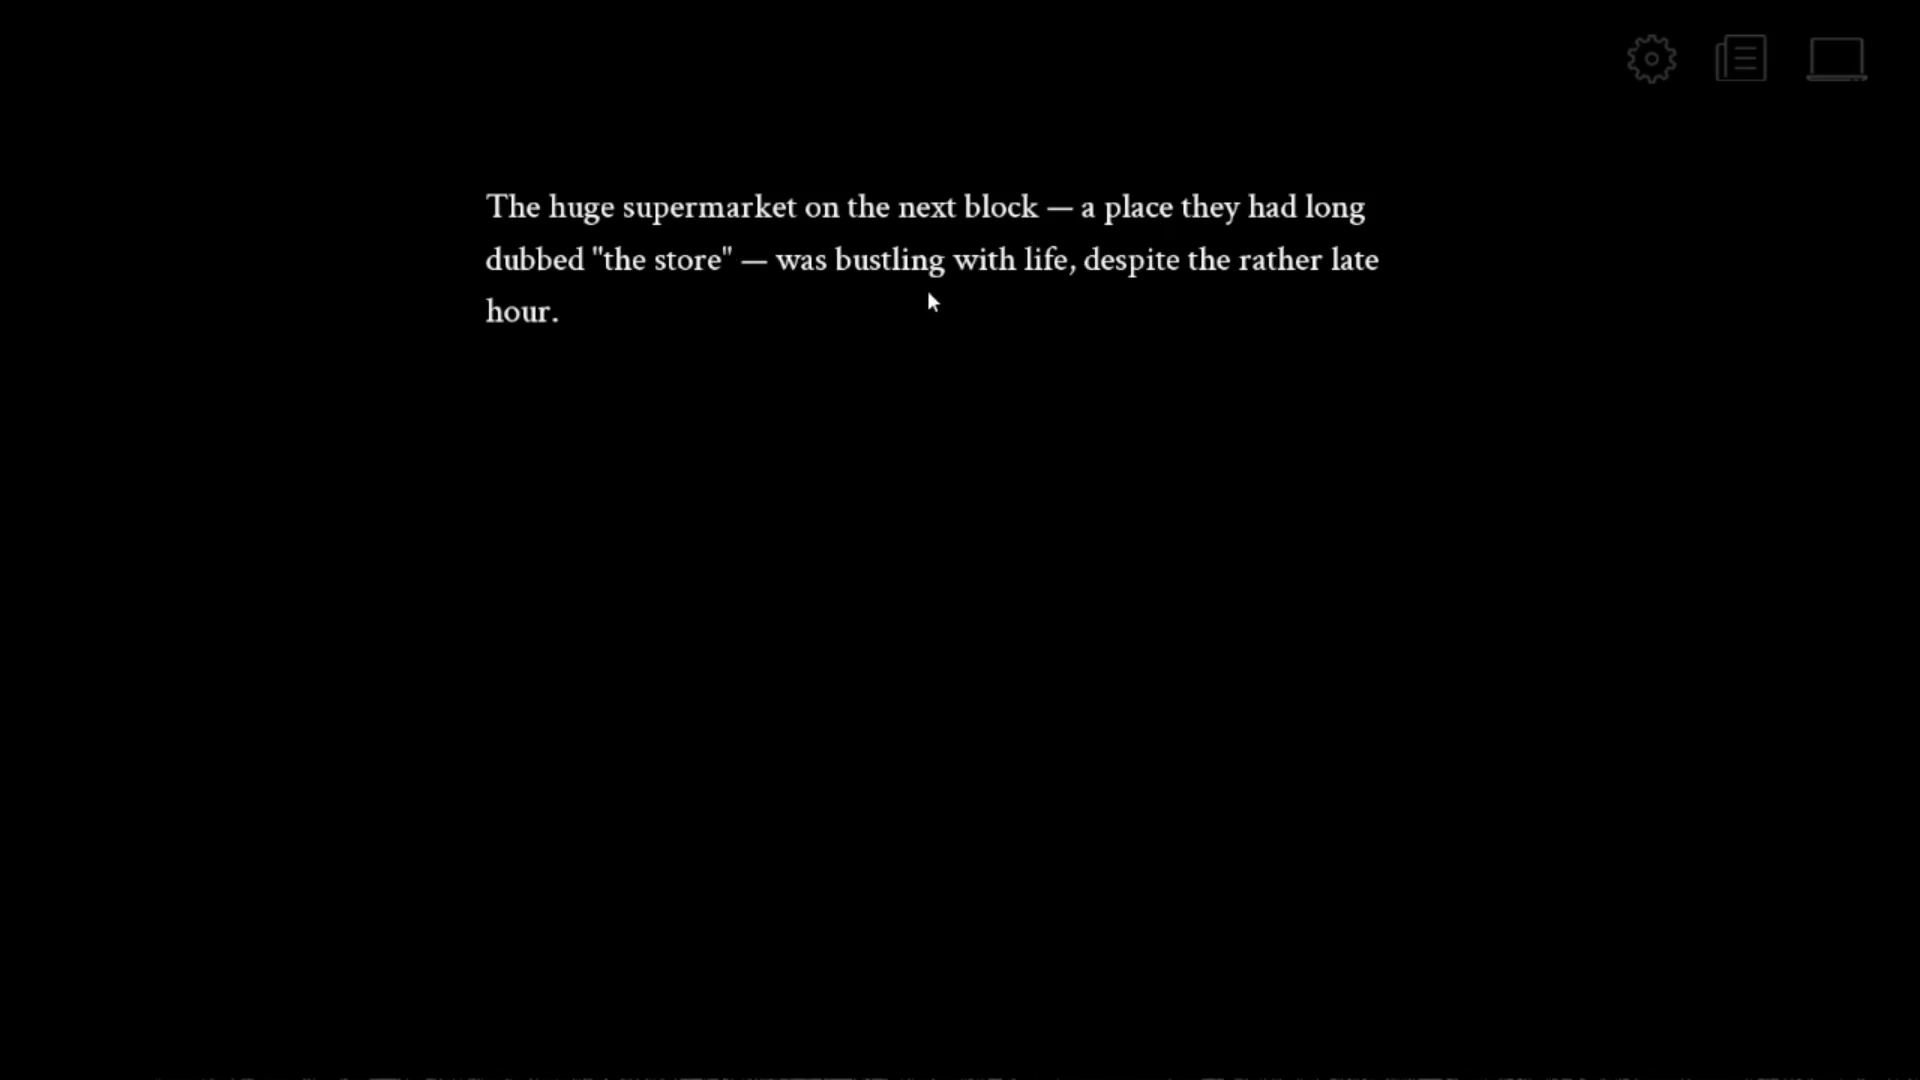 The huge supermarket on the next block — a place they had long
dubbed "the store" — was bustling with life, despite the rather late
hour.